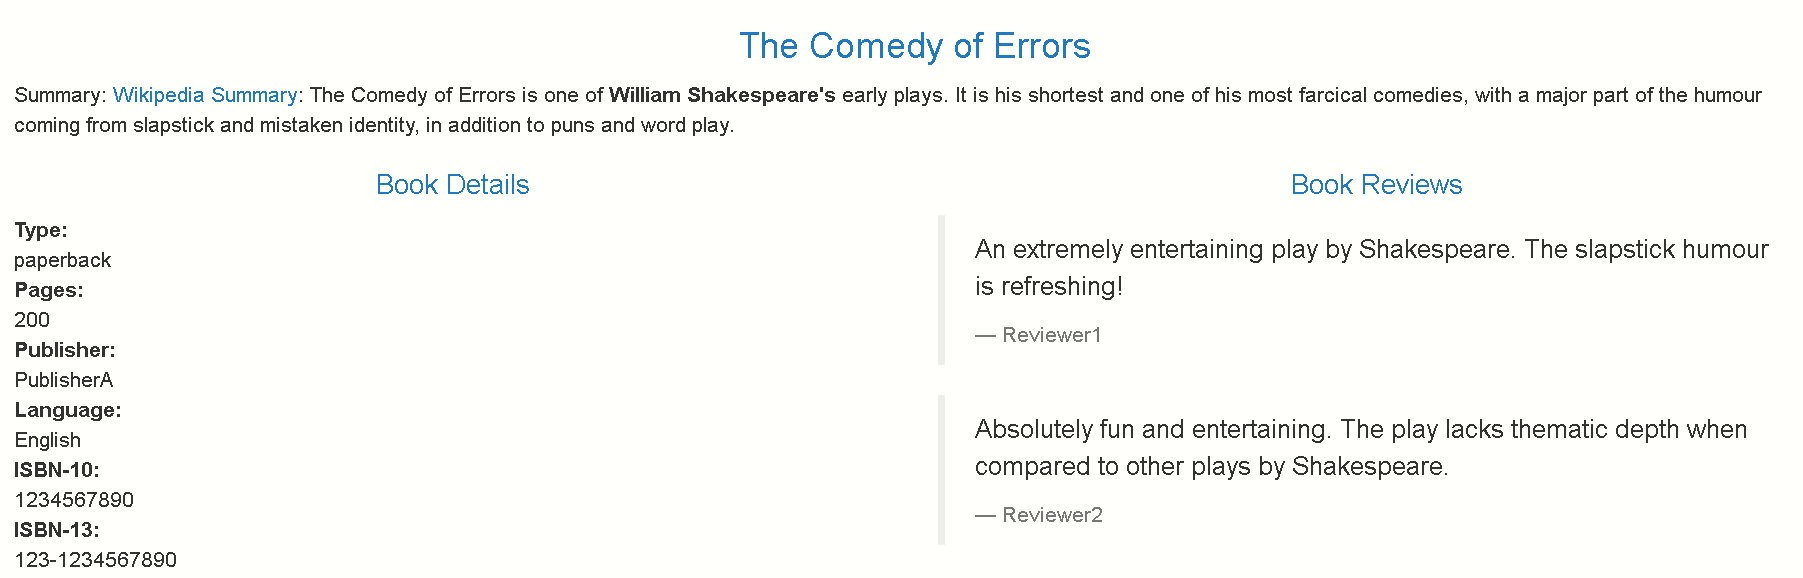 The Comedy of Errors
Summary: Wikipedia Summary: The Comedy of Errors is one of William Shakespeare's early plays. It is his shortest and one of his most farcical comedies, with a major part of the humour
coming from slapstick and mistaken identity, in addition to puns and word play.
Book Details
Type:
paperback
Pages:
200
Publisher:
PublisherA
Language:
English
ISBN-10:
1234567890
ISBN-13:
123-1234567890
Book Reviews
An extremely entertaining play by Shakespeare. The slapstick humour
is refreshing!
— Reviewer1
Absolutely fun and entertaining. The play lacks thematic depth when
compared to other plays by Shakespeare.
— Reviewer2